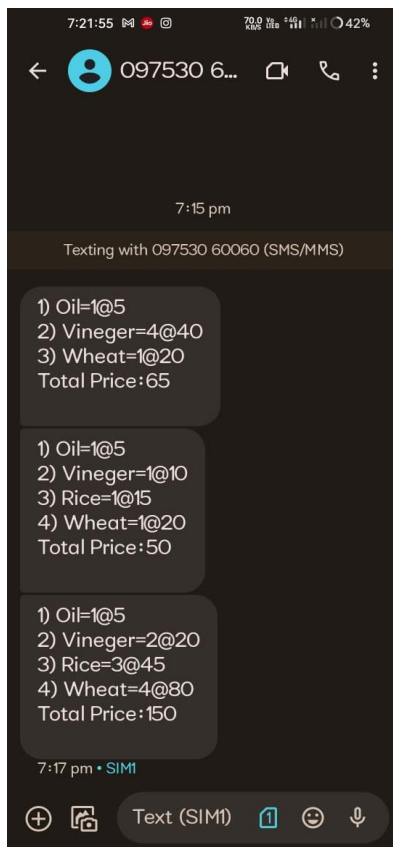 7:21:55 Jio 70.0 KB/S Vo LTE 4G 42%
097530 6...
7:15 pm
Texting with 097530 60060 (SMS/MMS)
1) Oil=1@5
2) Vineger=4@40
3) Wheat=1@20
Total Price:65
1) Oil=1@5
2) Vineger=1@10
3) Rice=1@15
4) Wheat=1@20
Total Price:50
1) Oil=1@5
2) Vineger=2@20
3) Rice=3@45
4) Wheat=4@80
Total Price:150
7:17 pm • SIM1
Text (SIM1) 1